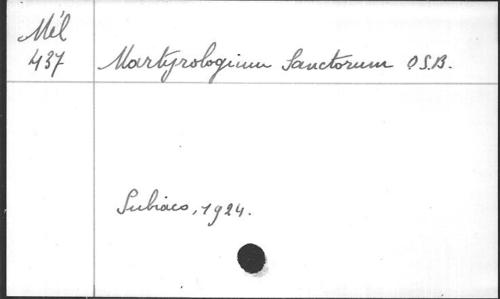 Mél
437
Martyrologium Sanctorum O.S.B.
Subiaco, 1924.